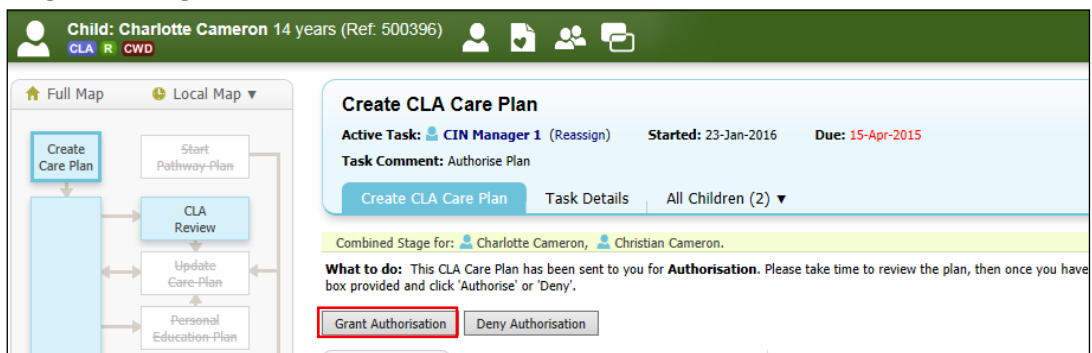 Child: Charlotte Cameron 14 years (Ref: 500396)
CLA R CWD
Full Map Local Map ▼
Create
Care Plan
Start
Pathway Plan
CLA
Review
Update
Care Plan
Personal
Education Plan
Create CLA Care Plan
Active Task: CIN Manager 1 (Reassign) Started: 23-Jan-2016 Due: 15-Apr-2015
Task Comment: Authorise Plan
Create CLA Care Plan Task Details All Children (2) ▼
Combined Stage for: Charlotte Cameron, Christian Cameron.
What to do: This CLA Care Plan has been sent to you for Authorisation. Please take time to review the plan, then once you have
box provided and click 'Authorise' or 'Deny'.
Grant Authorisation Deny Authorisation